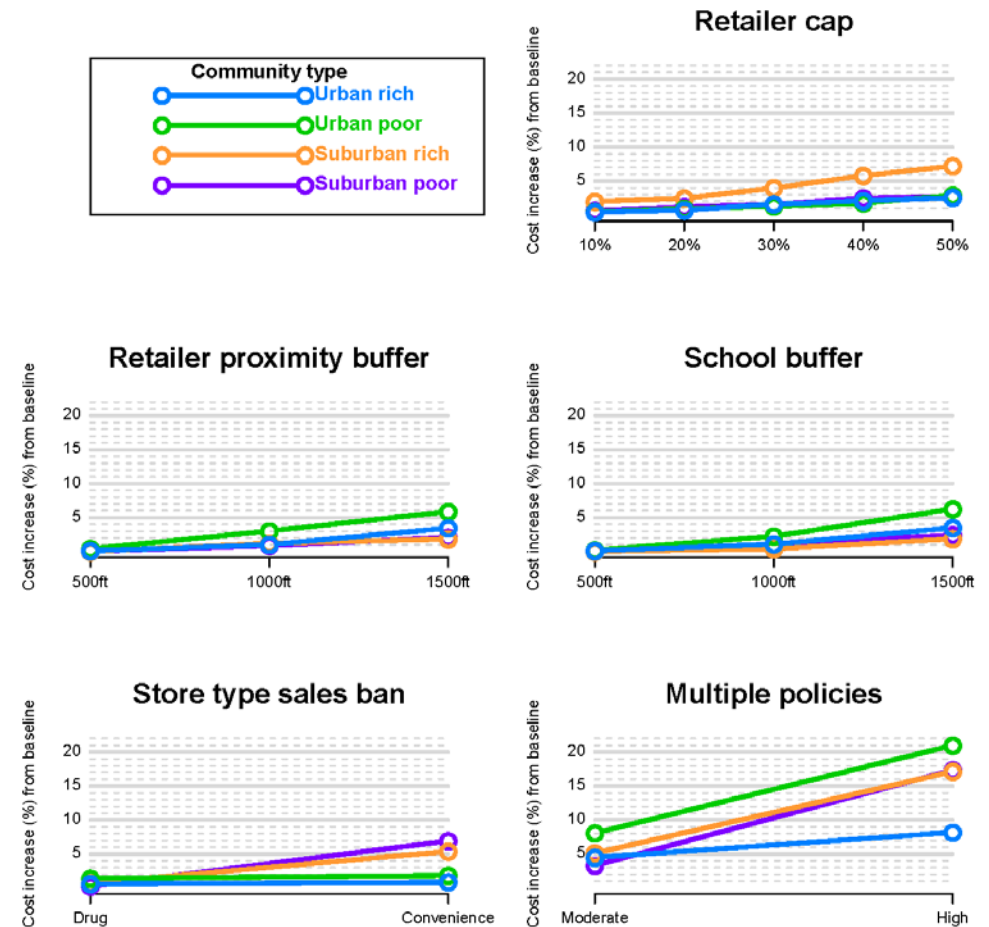 Retailer cap
Community type
Urban rich
Urban poor
Suburban rich
Suburban poor
Cost increase (%) from baseline
20
15
10
5
10% 20% 30% 40% 50%
Retailer proximity buffer
Cost increase (%) from baseline
20
15
10
5
500ft 1000ft 1500ft
School buffer
Cost increase (%) from baseline
20
15
10
5
500ft 1000ft 1500ft
Store type sales ban
Cost increase (%) from baseline
20
15
10
5
Drug Convenience
Multiple policies
Cost increase (%) from baseline
20
15
10
5
Moderate High